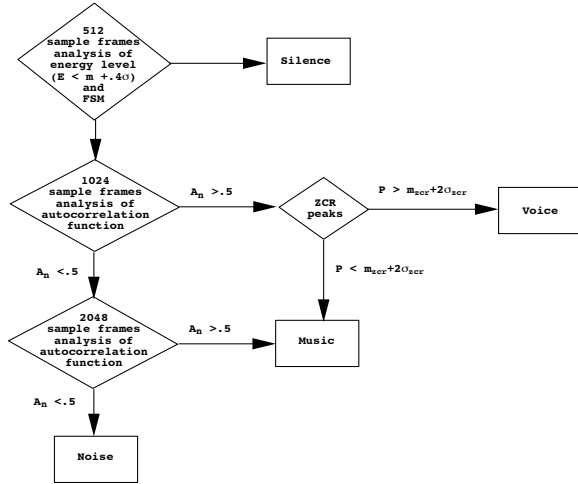 512
sample frames
analysis of
energy level
(E < m +.4σ)
and
FSM
Silence
1024
sample frames
analysis of
autocorrelation
function
Aₙ >.5
ZCR
peaks
P > m_zcr+2σ_zcr
Voice
Aₙ <.5
P < m_zcr+2σ_zcr
2048
sample frames
analysis of
autocorrelation
function
Aₙ >.5
Music
Aₙ <.5
Noise